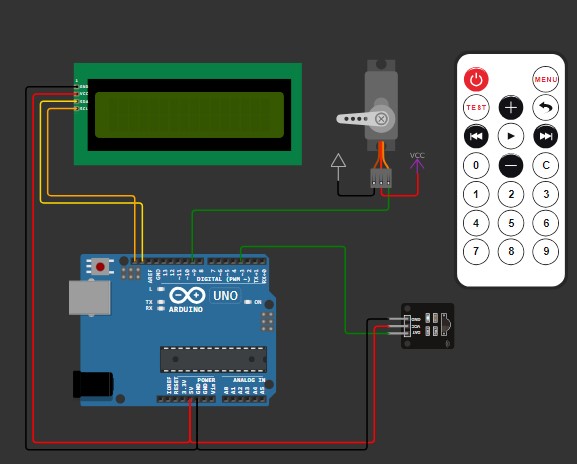 1
GND
VCC
SDA
SCL
VCC
MENU
TEST
0
C
1
2
3
4
5
6
7
8
9
AREF
GND
13
12
~11
~10
~9
8
7
~6
~5
4
~3
2
TX→1
RX←0
DIGITAL (PWM ~)
L
TX
RX
UNO
ON
ARDUINO
GND
VCC
DAT
IOREF
RESET
3.3V
5V
GND
GND
Vin
POWER
ANALOG IN
A0
A1
A2
A3
A4
A5